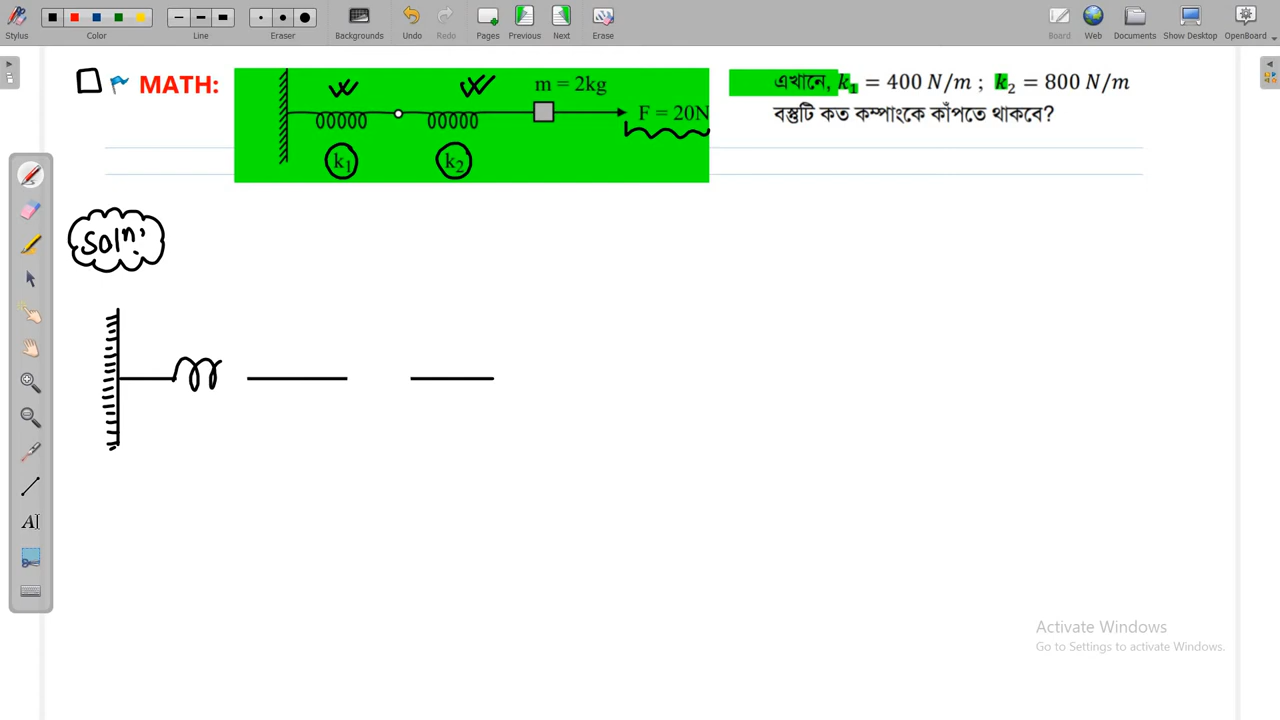 Stylus Color Line Eraser Backgrounds Undo Redo Pages Previous Next Erase Board Web Documents Show Desktop OpenBoard
MATH:
m = 2kg
F = 20N
k₁ k₂
এখানে, k₁ = 400 N/m ; k₂ = 800 N/m
বস্তুটি কত কম্পাংকে কাঁপতে থাকবে?
Solⁿ:
Activate Windows
Go to Settings to activate Windows.